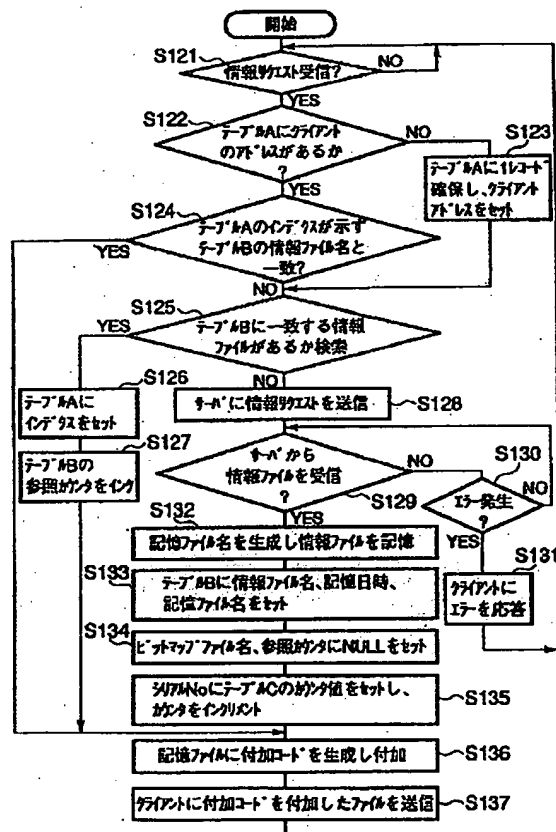 開始
S121
情報リクエスト受信?
NO
YES
S122
テーブルAにクライアント
のアドレスがあるか
?
NO
YES
S123
テーブルAに1レコード
確保し、クライアント
アドレスをセット
S124
テーブルAのインデクスが示す
テーブルBの情報ファイル名と
一致?
YES
NO
S125
テーブルBに一致する情報
ファイルがあるか検索
YES
NO
S126
テーブルAに
インデクスをセット
S127
テーブルBの
参照カウンタをインク
サーバに情報リクエストを送信
S128
サーバから
情報ファイルを受信
?
S129
NO
YES
S130
エラー発生
?
NO
YES
S131
クライアントに
エラーを応答
S132
記憶ファイル名を生成し情報ファイルを記憶
S133
テーブルBに情報ファイル名、記憶日時、
記憶ファイル名をセット
S134
ビットマップファイル名、参照カウンタにNULLをセット
シリアルNoにテーブルCのカウンタ値をセットし、
カウンタをインクリメント
S135
記憶ファイルに付加コードを生成し付加
S136
クライアントに付加コードを付加したファイルを送信
S137